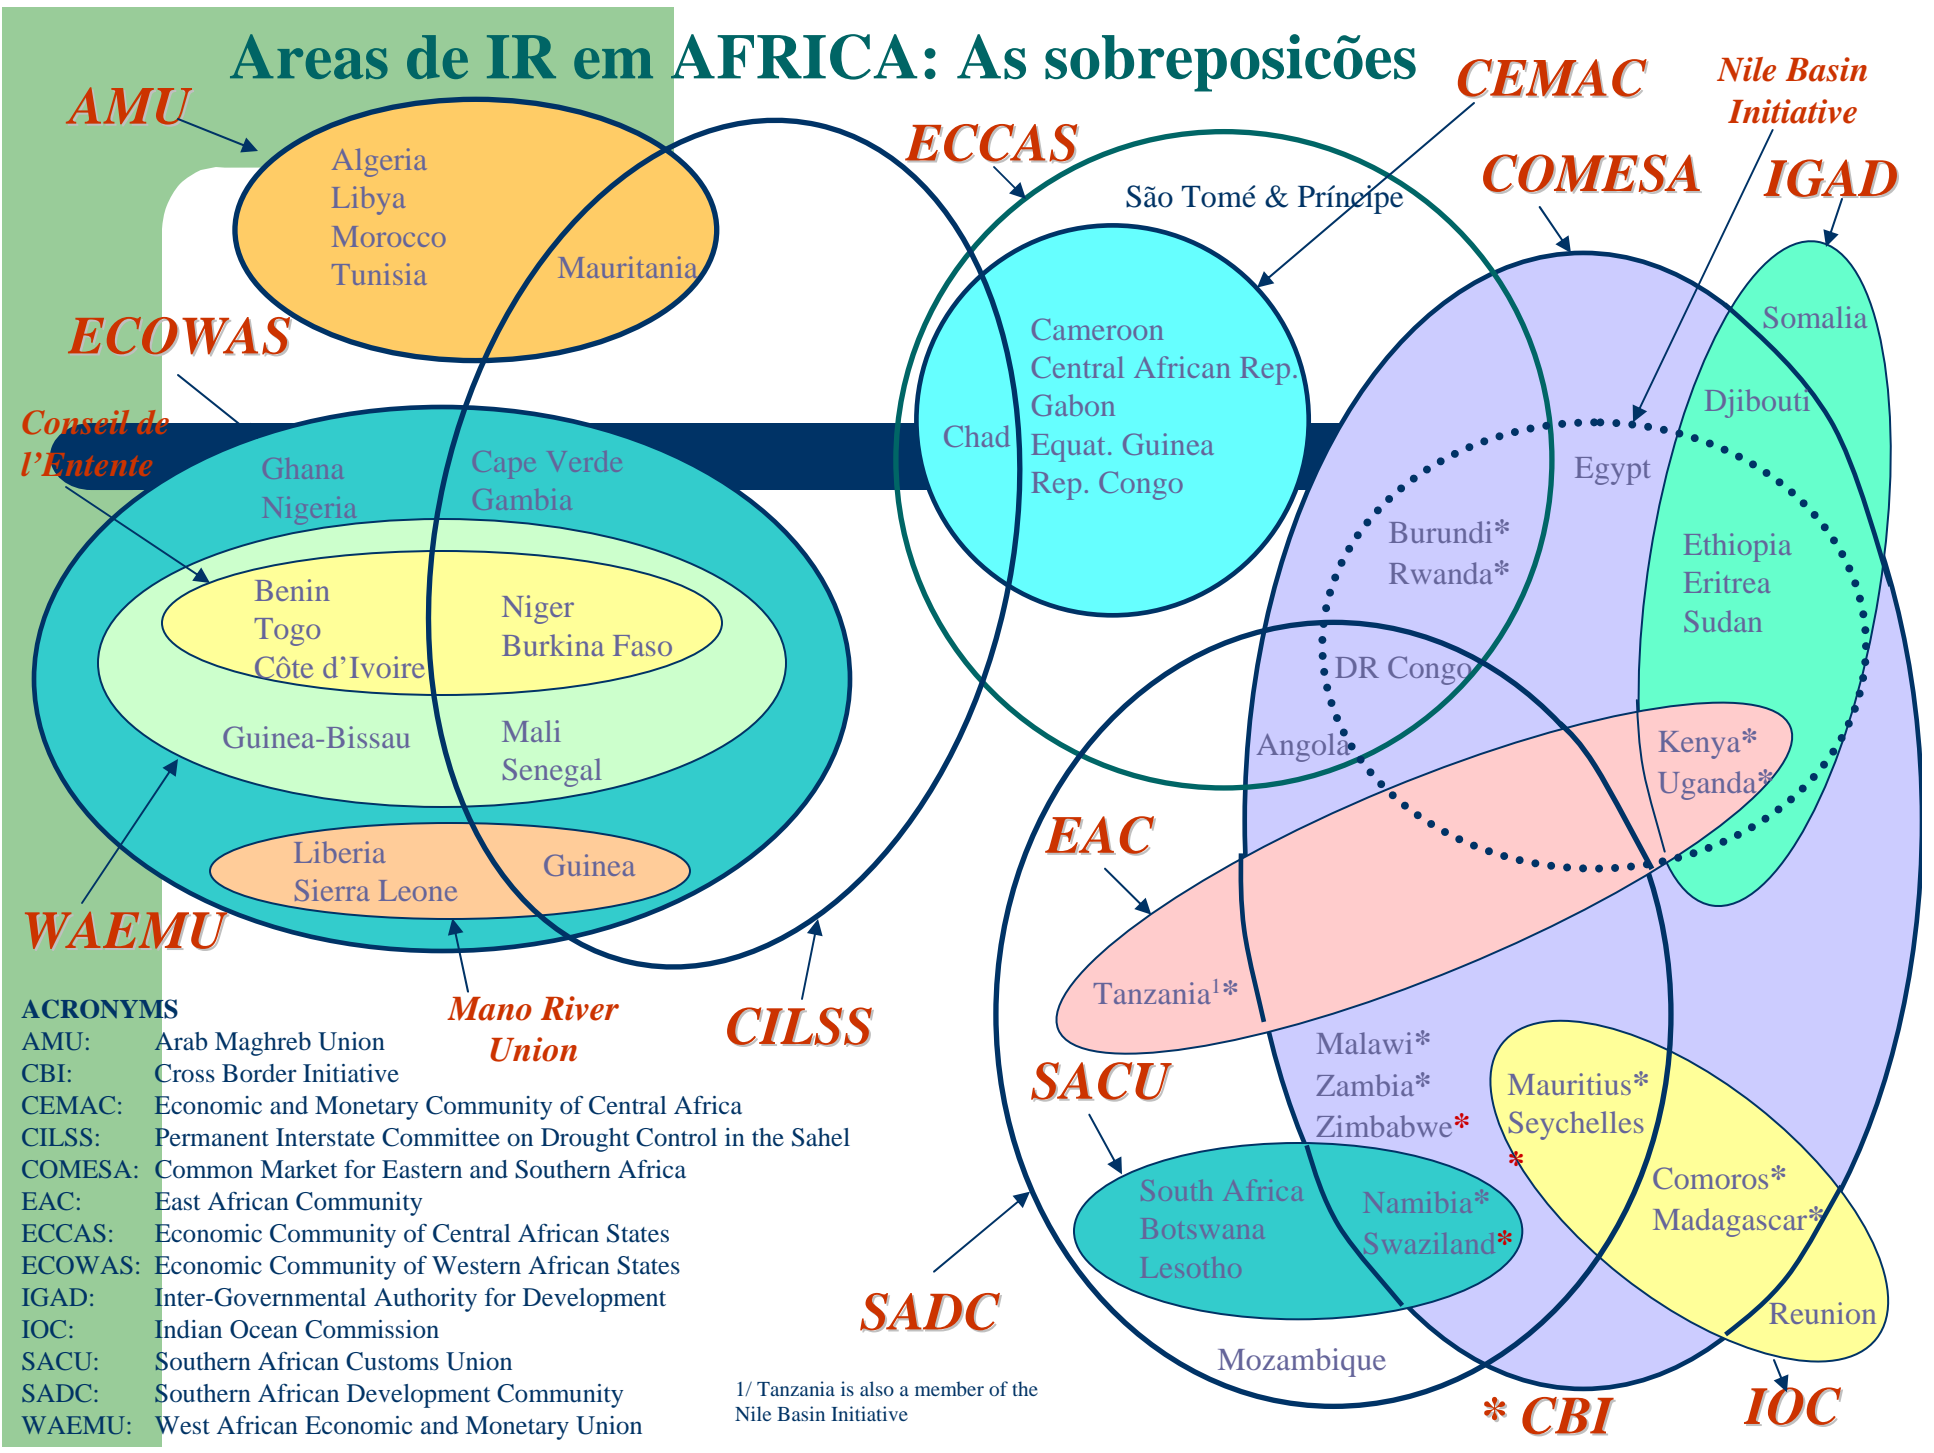 Areas de IR em AFRICA: As sobreposicões
CEMAC
Nile Basin
Initiative
AMU
ECCAS
COMESA
IGAD
Algeria
Libya
Morocco
Tunisia
Mauritania
São Tomé & Príncipe
ECOWAS
Somalia
Djibouti
Cameroon
Central African Rep.
Gabon
Equat. Guinea
Rep. Congo
Chad
Conseil de
l’Entente
Ghana
Nigeria
Cape Verde
Gambia
Egypt
Burundi*
Rwanda*
Ethiopia
Eritrea
Sudan
Benin
Togo
Côte d’Ivoire
Niger
Burkina Faso
DR Congo
Guinea-Bissau
Mali
Senegal
Angola
Kenya*
Uganda*
EAC
Liberia
Sierra Leone
Guinea
WAEMU
Tanzania1*
Mano River
Union
CILSS
SACU
Malawi*
Zambia*
Zimbabwe*
Mauritius*
Seychelles
*
Comoros*
Madagascar*
South Africa
Botswana
Lesotho
Namibia*
Swaziland*
SADC
Reunion
Mozambique
* CBI
IOC
ACRONYMS
AMU: Arab Maghreb Union
CBI: Cross Border Initiative
CEMAC: Economic and Monetary Community of Central Africa
CILSS: Permanent Interstate Committee on Drought Control in the Sahel
COMESA: Common Market for Eastern and Southern Africa
EAC: East African Community
ECCAS: Economic Community of Central African States
ECOWAS: Economic Community of Western African States
IGAD: Inter-Governmental Authority for Development
IOC: Indian Ocean Commission
SACU: Southern African Customs Union
SADC: Southern African Development Community
WAEMU: West African Economic and Monetary Union
1/ Tanzania is also a member of the
Nile Basin Initiative